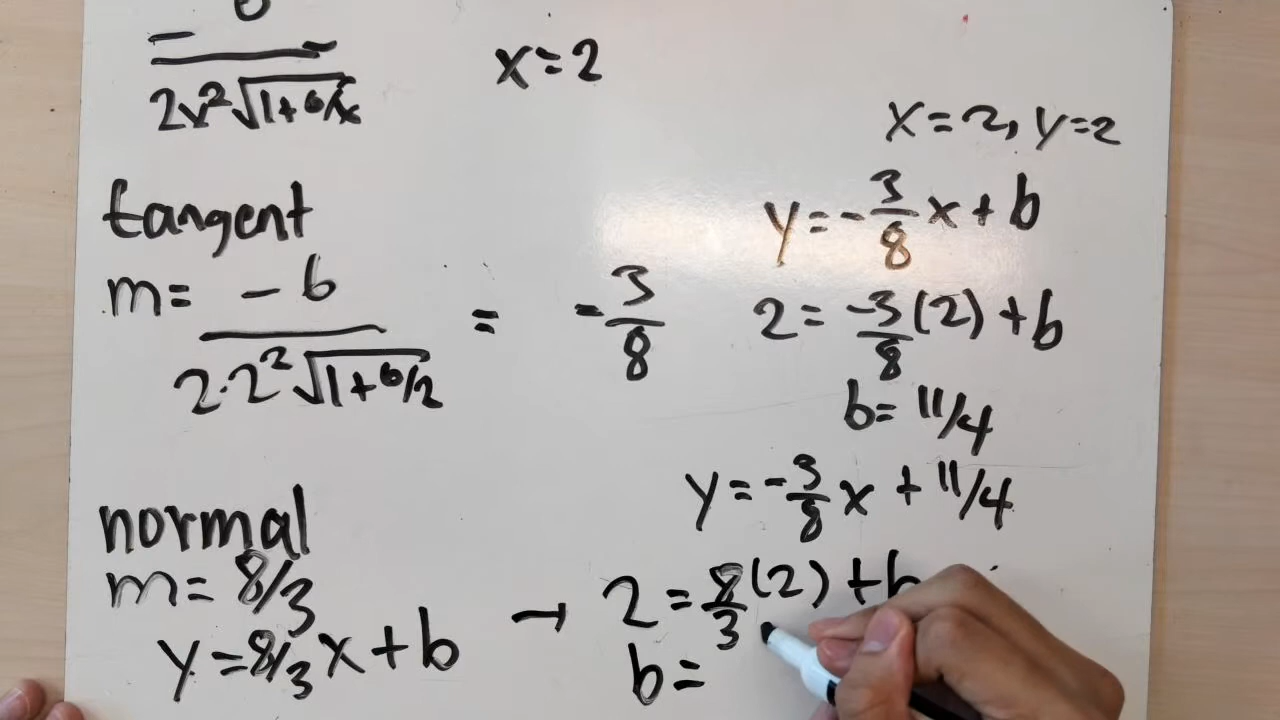 - 6
2x²√1+6/x
x=2
x=2, y=2
tangent
m= -6 / 2·2²√1+6/2 = -3/8
y=-3/8x+b
2=-3/8(2)+b
b=11/4
y=-3/8x+11/4
normal
m=8/3
y=8/3x+b → 2=8/3(2)+b
b=